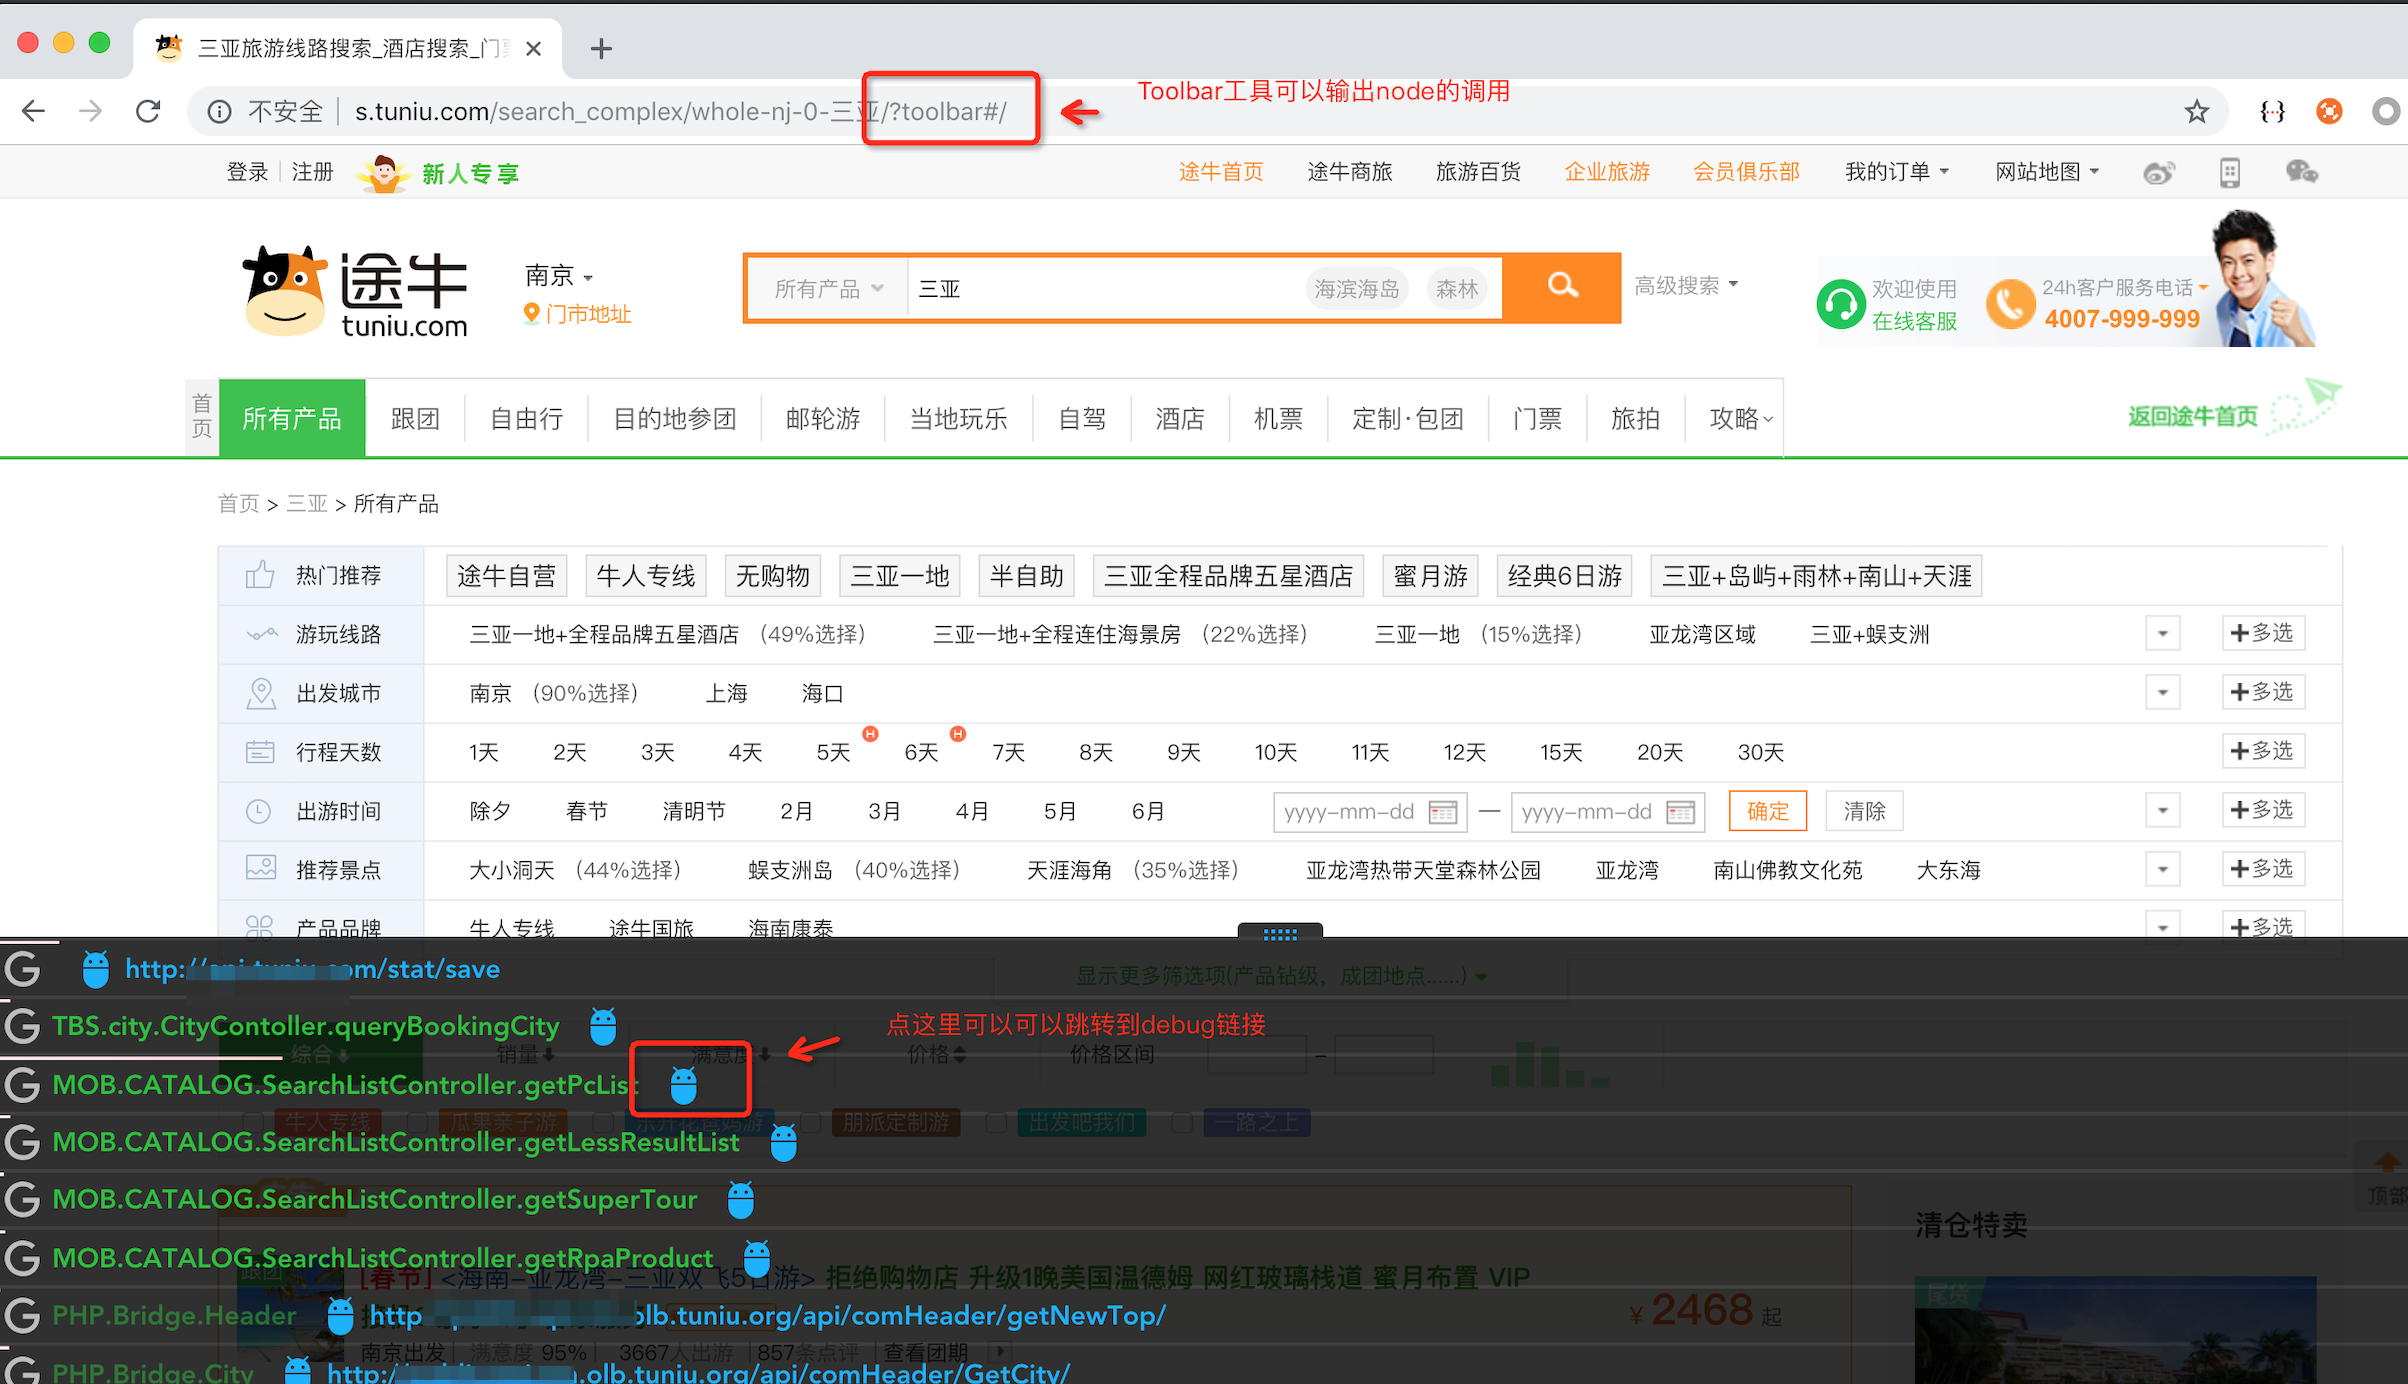 三亚旅游线路搜索_酒店搜索_门
不安全 s.tuniu.com/search_complex/whole-nj-0-三亚/?toolbar#/
Toolbar工具可以输出node的调用
登录 注册 新人专享 途牛首页 途牛商旅 旅游百货 企业旅游 会员俱乐部 我的订单 网站地图
途牛
tuniu.com
南京
门市地址
所有产品 三亚 海滨海岛 森林
高级搜索
欢迎使用
在线客服
24h客户服务电话
4007-999-999
首页 所有产品 跟团 自由行 目的地参团 邮轮游 当地玩乐 自驾 酒店 机票 定制·包团 门票 旅拍 攻略
返回途牛首页
首页 > 三亚 > 所有产品
热门推荐 途牛自营 牛人专线 无购物 三亚一地 半自助 三亚全程品牌五星酒店 蜜月游 经典6日游 三亚+岛屿+雨林+南山+天涯
游玩线路 三亚一地+全程品牌五星酒店 (49%选择) 三亚一地+全程连住海景房 (22%选择) 三亚一地 (15%选择) 亚龙湾区域 三亚+蜈支洲 +多选
出发城市 南京 (90%选择) 上海 海口 +多选
行程天数 1天 2天 3天 4天 5天 H 6天 H 7天 8天 9天 10天 11天 12天 15天 20天 30天 +多选
出游时间 除夕 春节 清明节 2月 3月 4月 5月 6月 yyyy-mm-dd — yyyy-mm-dd 确定 清除 +多选
推荐景点 大小洞天 (44%选择) 蜈支洲岛 (40%选择) 天涯海角 (35%选择) 亚龙湾热带天堂森林公园 亚龙湾 南山佛教文化苑 大东海 +多选
产品品牌 牛人专线 途牛国旅 海南康泰 +多选
G http:// om/stat/save
显示更多筛选项(产品钻级，成团地点......)
G TBS.city.CityContoller.queryBookingCity
点这里可以可以跳转到debug链接
综合 销量 满意度 价格 价格区间 –
G MOB.CATALOG.SearchListController.getPcList
牛人专线 瓜果亲子游 朋派定制游 出发吧我们 一路之上
G MOB.CATALOG.SearchListController.getLessResultList
G MOB.CATALOG.SearchListController.getSuperTour
顶部
清仓特卖
G MOB.CATALOG.SearchListController.getRpaProduct
跟团 [春节] <海南-亚龙湾-三亚双飞5日游> 拒绝购物店 升级1晚美国温德姆 网红玻璃栈道 蜜月布置 VIP
尾货
G PHP.Bridge.Header http olb.tuniu.org/api/comHeader/getNewTop/
¥ 2468 起
南京出发 满意度 95% 3667人出游 857条点评 查看团期
G PHP.Bridge.City http:/ .olb.tuniu.org/api/comHeader/GetCity/